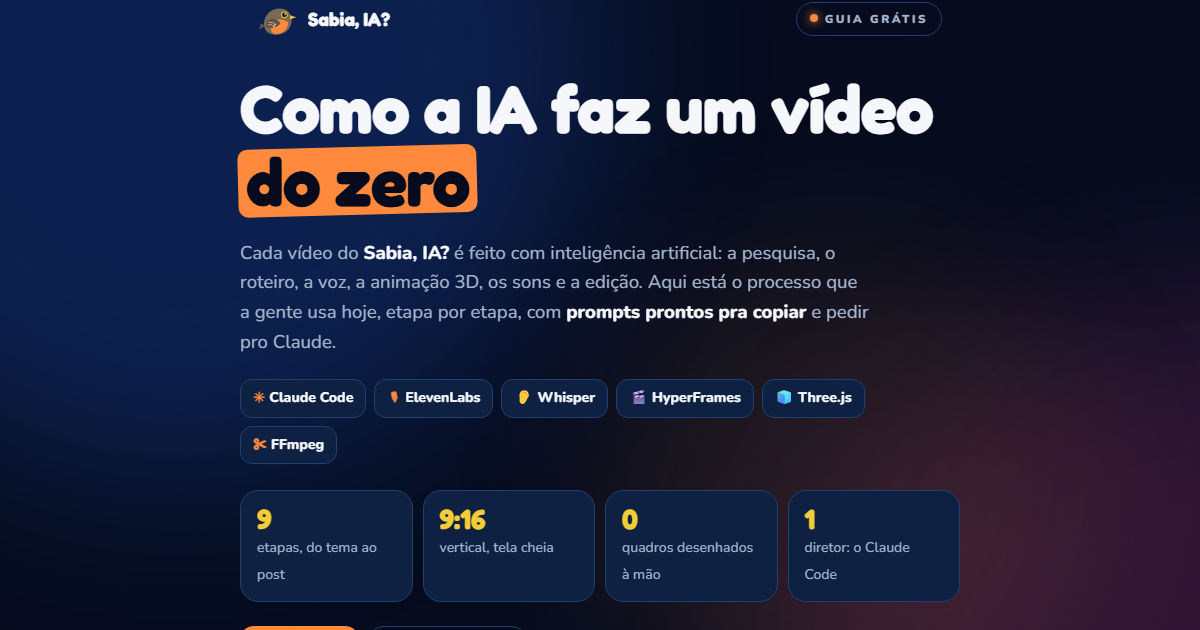 Sabia, IA?
GUIA GRÁTIS
Como a IA faz um vídeo
do zero
Cada vídeo do Sabia, IA? é feito com inteligência artificial: a pesquisa, o
roteiro, a voz, a animação 3D, os sons e a edição. Aqui está o processo que
a gente usa hoje, etapa por etapa, com prompts prontos pra copiar e pedir
pro Claude.
Claude Code
ElevenLabs
Whisper
HyperFrames
Three.js
FFmpeg
9
etapas, do tema ao
post
9:16
vertical, tela cheia
0
quadros desenhados
à mão
1
diretor: o Claude
Code